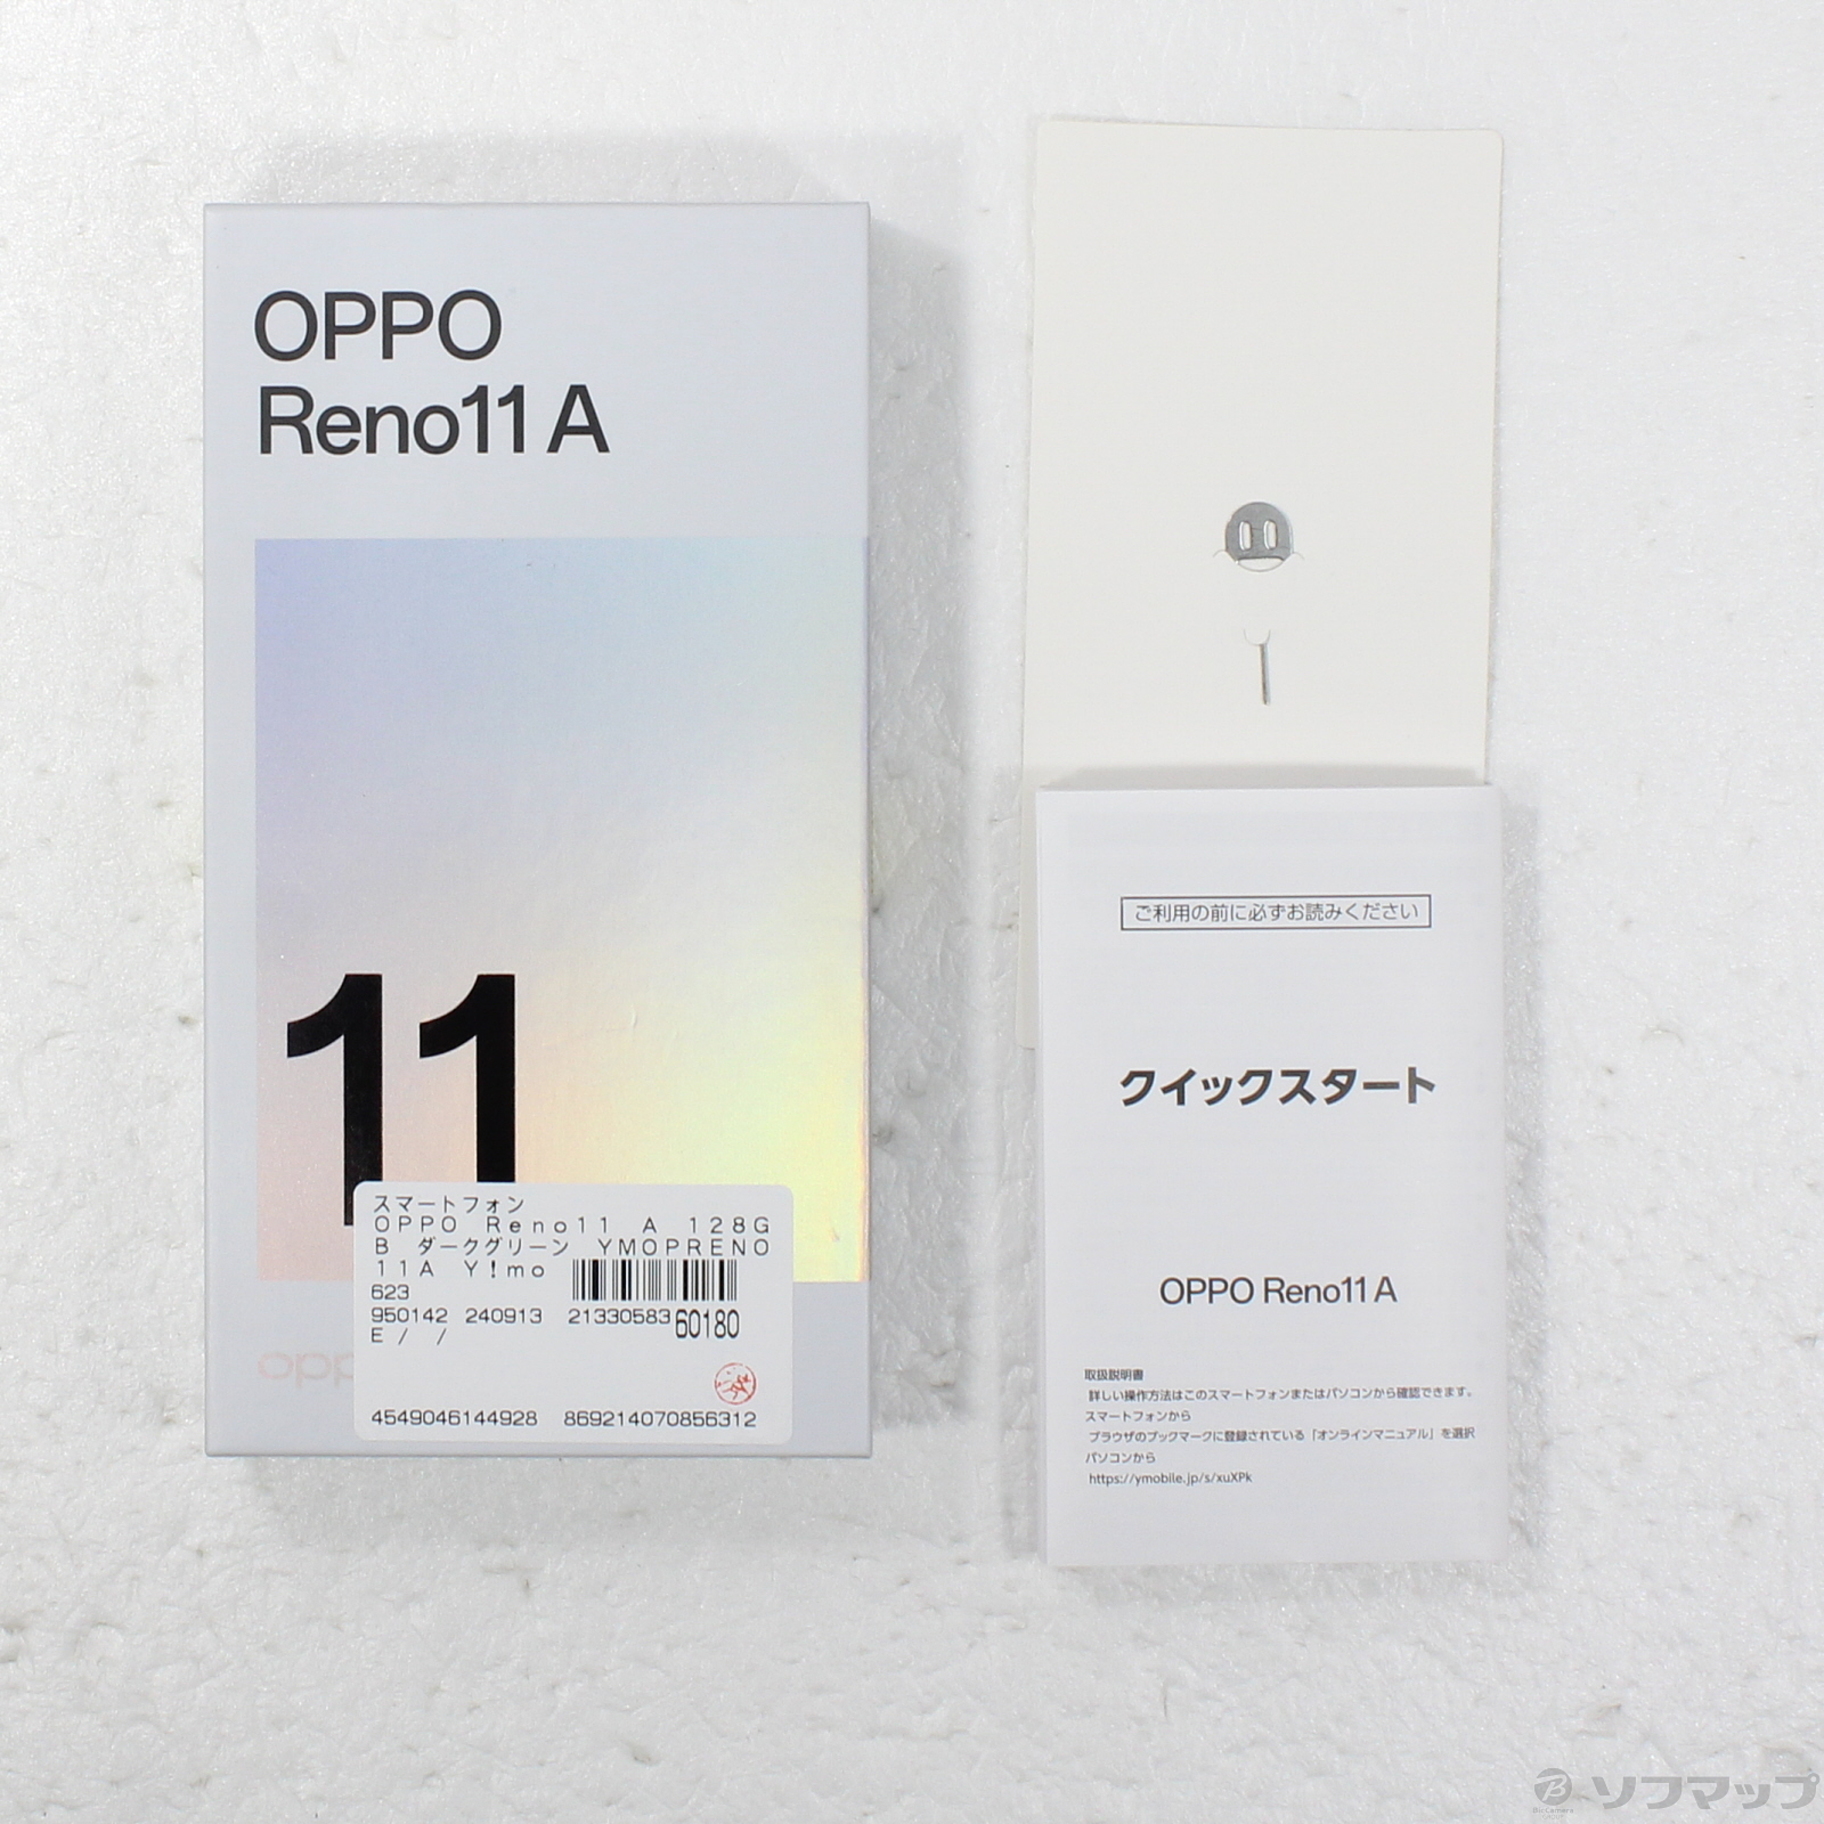 OPPO
Reno11 A
11
スマートフォン
OPPO Reno11 A 128G
B ダークグリーン YMOPRENO
11A Y!mo
623
950142 240913 21330583 60180
E / /
4549046144928 869214070856312
opp
ご利用の前に必ずお読みください
クイックスタート
OPPO Reno11 A
取扱説明書
詳しい操作方法はこのスマートフォンまたはパソコンから確認できます。
スマートフォンから
ブラウザのブックマークに登録されている「オンラインマニュアル」を選択
パソコンから
https://ymobile.jp/s/xuXPk
ソフマップ